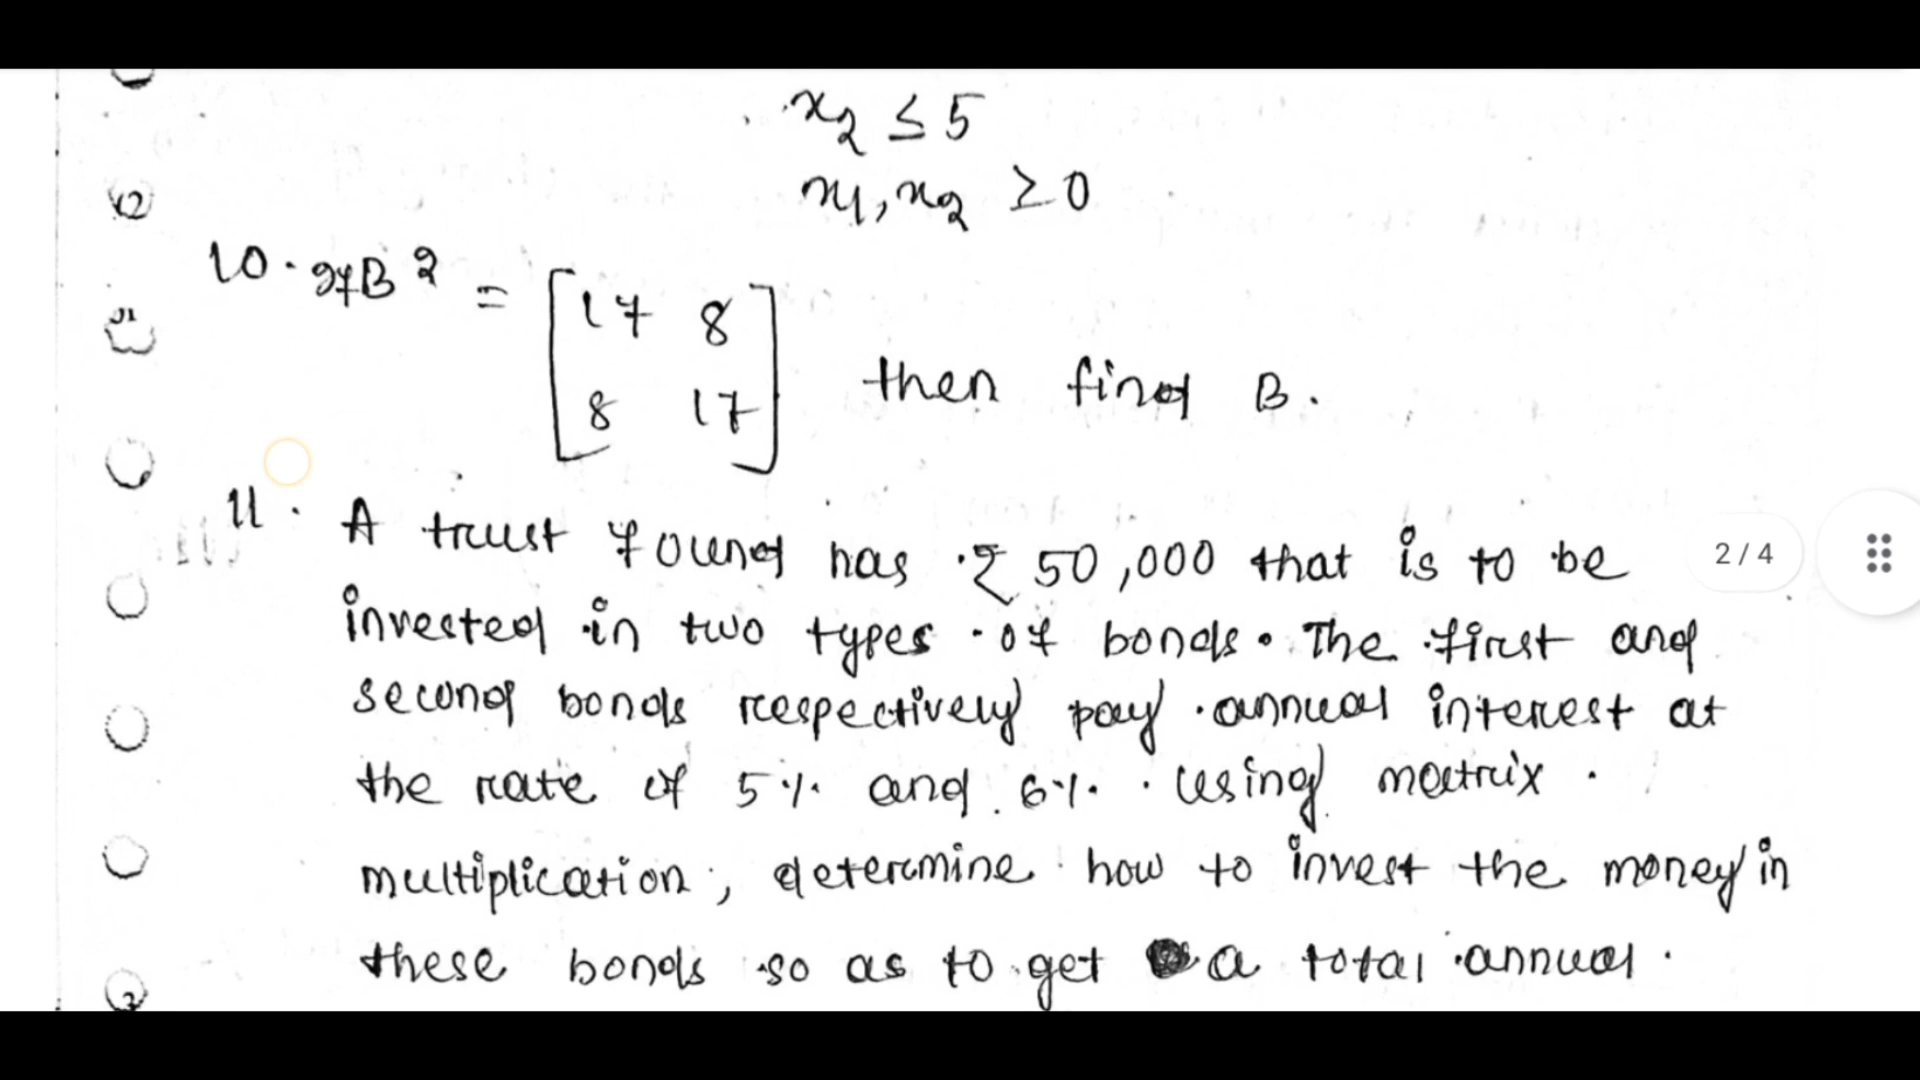 x2 ≤ 5
x1, x2 ≥ 0
10. If B² = [17 8
8 17] then find B.
11. A trust found has ₹ 50,000 that is to be
invested in two types of bonds. The first and
second bonds respectively pay annual interest at
the rate of 5% and 6%. Using matrix
multiplication, determine how to invest the money in
these bonds so as to get a total annual
2 / 4